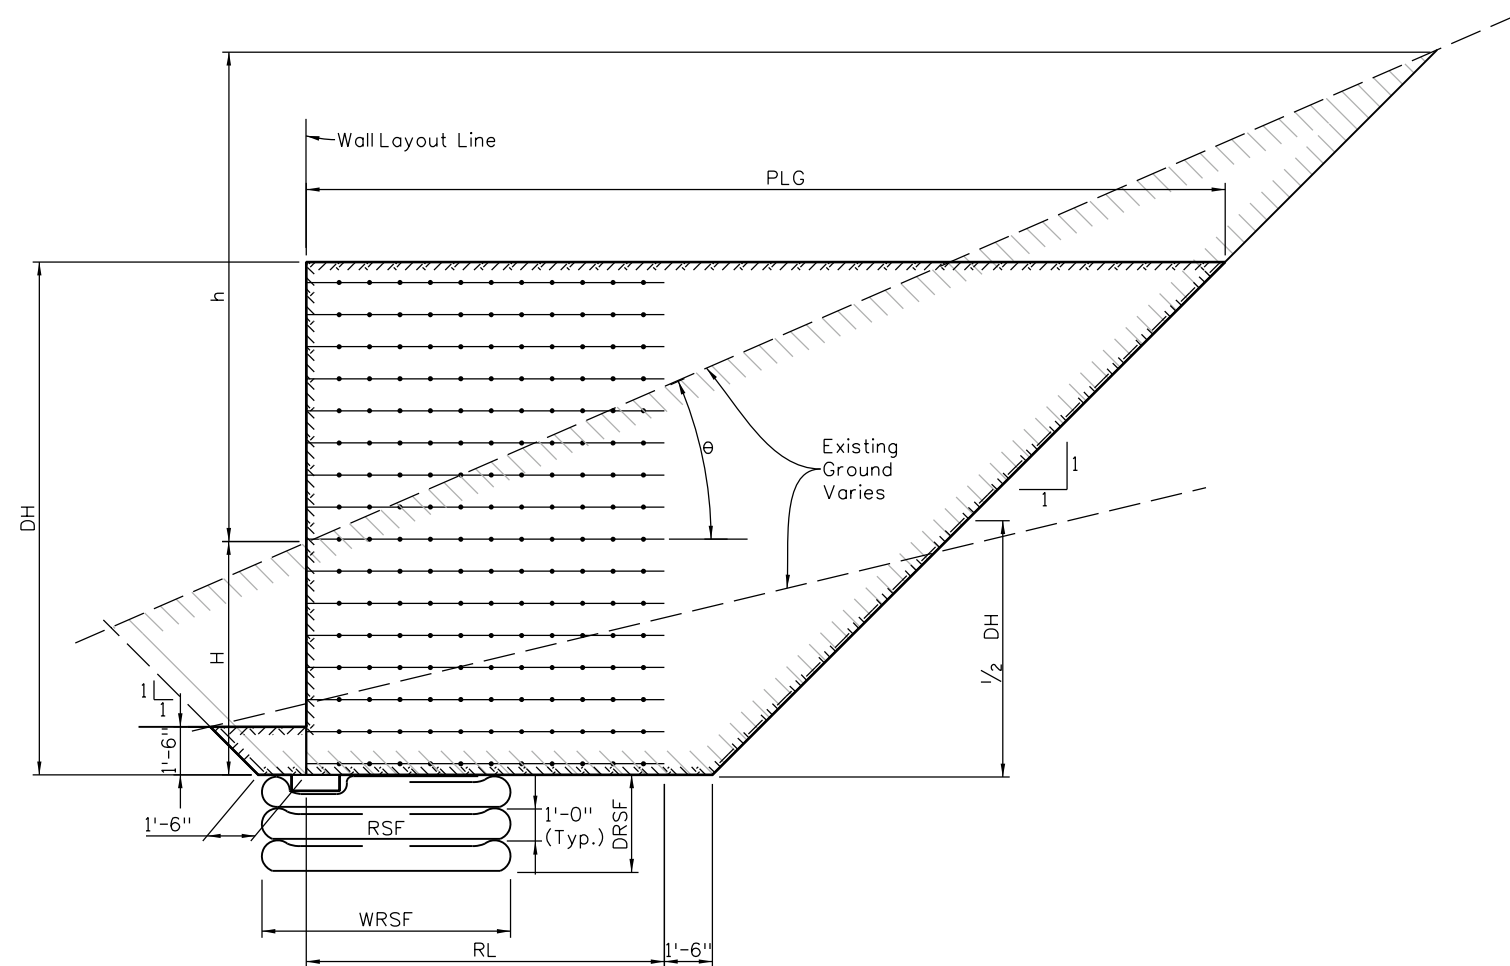 Wall Layout Line
PLG
h
DH
Existing
Ground
Varies
Θ
1
1
H
1/2 DH
1
1
1'-6"
1'-6"
RSF
1'-0"
(Typ.)
DRSF
WRSF
RL
1'-6"